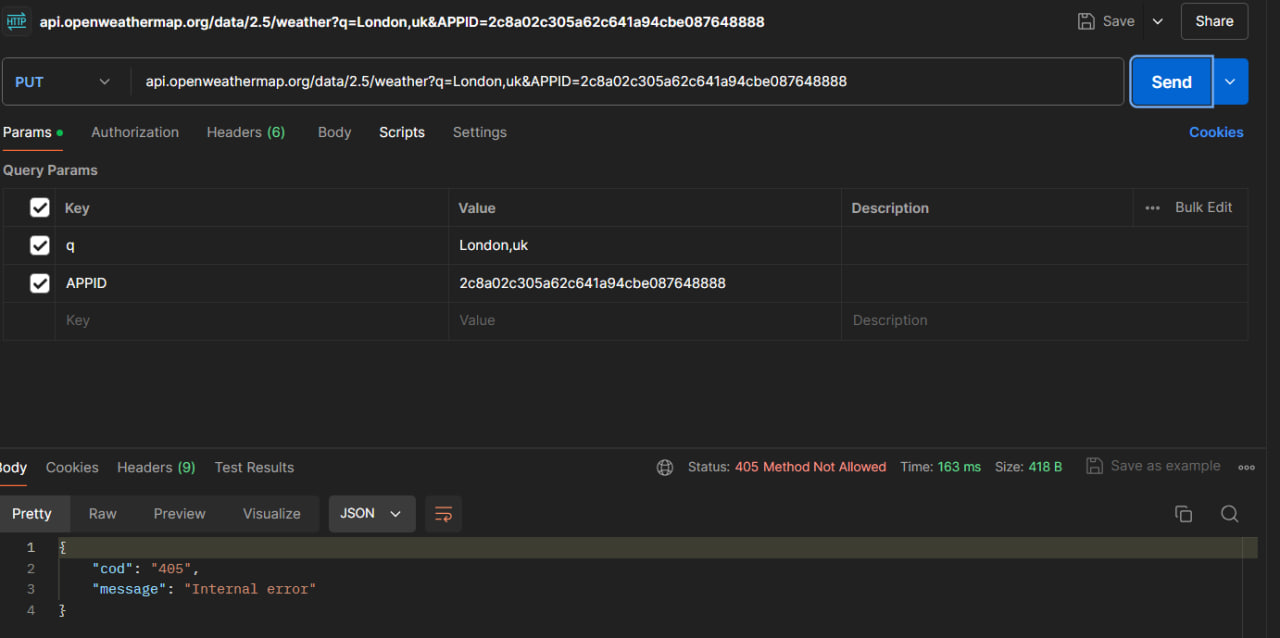 HTTP api.openweathermap.org/data/2.5/weather?q=London,uk&APPID=2c8a02c305a62c641a94cbe087648888 Save Share
PUT api.openweathermap.org/data/2.5/weather?q=London,uk&APPID=2c8a02c305a62c641a94cbe087648888 Send
Params Authorization Headers (6) Body Scripts Settings Cookies
Query Params
Key Value Description ... Bulk Edit
q London,uk
APPID 2c8a02c305a62c641a94cbe087648888
Key Value Description
Body Cookies Headers (9) Test Results Status: 405 Method Not Allowed Time: 163 ms Size: 418 B Save as example
Pretty Raw Preview Visualize JSON
1 {
2 "cod": "405",
3 "message": "Internal error"
4 }